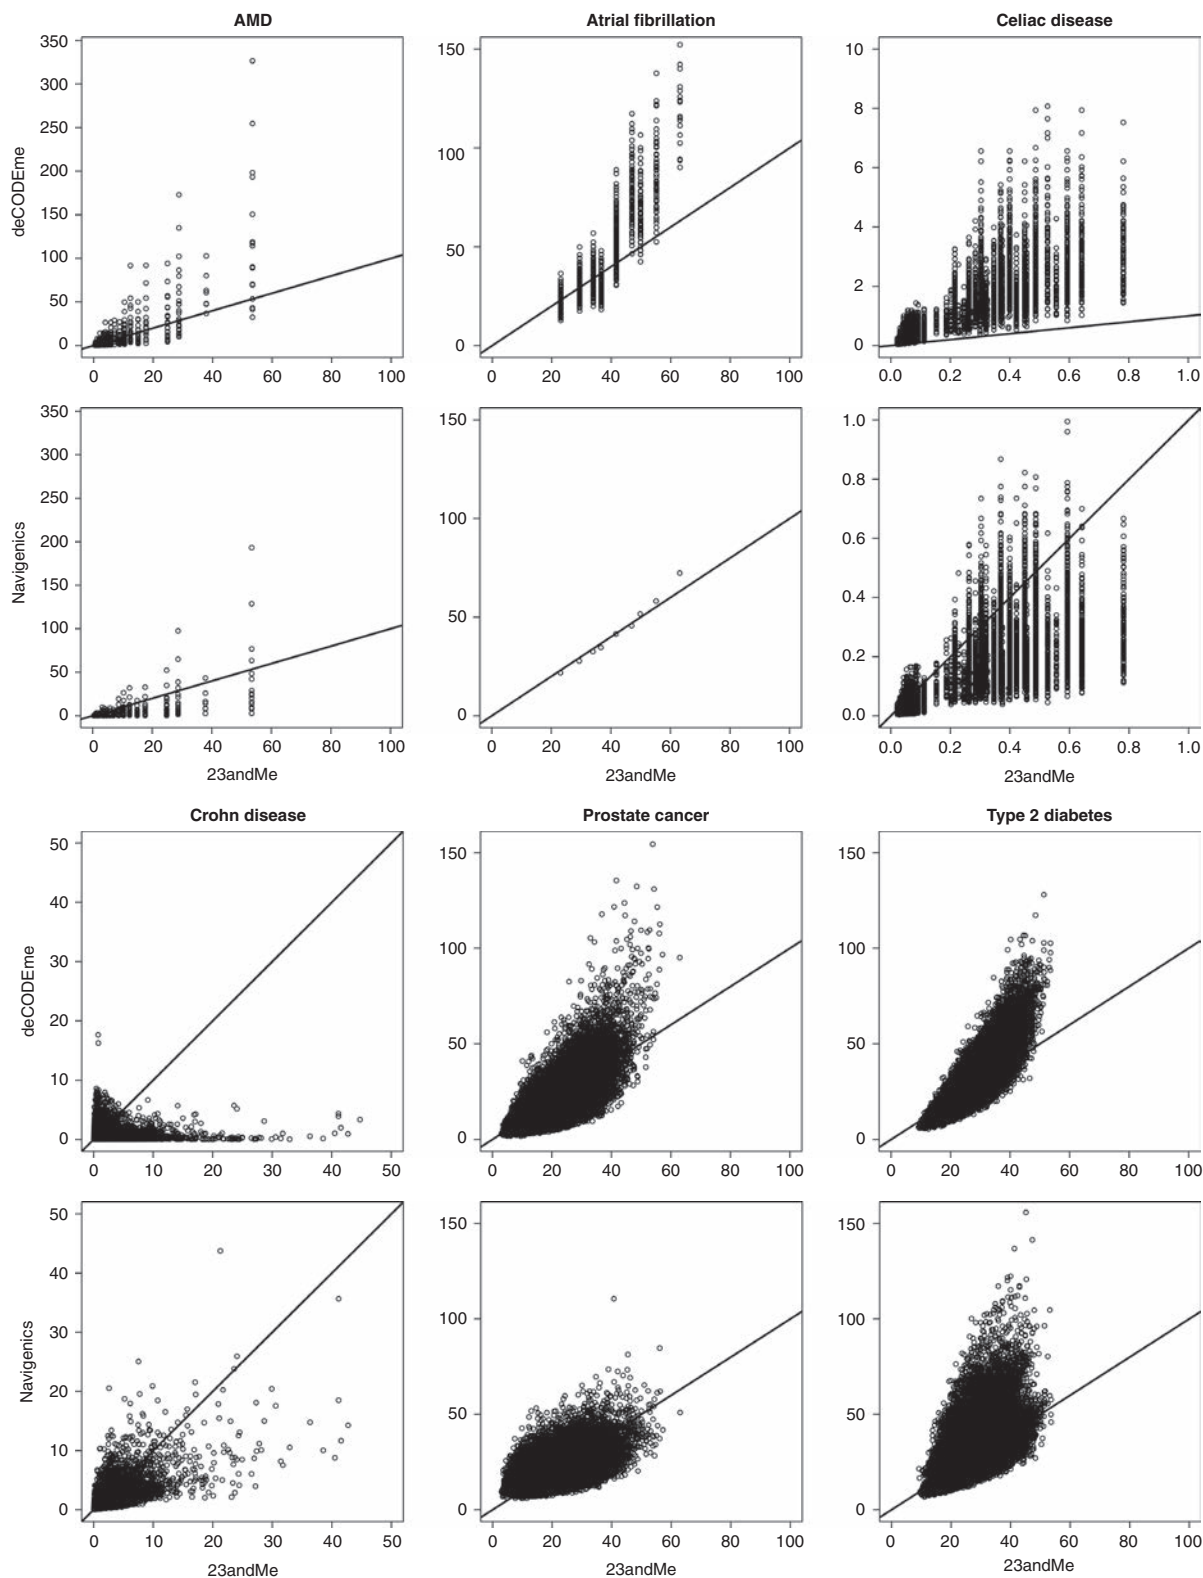 AMD Atrial fibrillation Celiac disease
350 150 10
300 8
250
deCODEme 200 100 6
150 4
100 50
50 2
0 0 0
0 20 40 60 80 100 0 20 40 60 80 100 0.0 0.2 0.4 0.6 0.8 1.0
350 150 1.0
300 0.8
250 100
Navigenics 200 0.6
150 0.4
100 50
50 0.2
0 0 0.0
0 20 40 60 80 100 0 20 40 60 80 100 0.0 0.2 0.4 0.6 0.8 1.0
23andMe 23andMe 23andMe
Crohn disease Prostate cancer Type 2 diabetes
50 150 150
40
deCODEme 30 100 100
20 50 50
10
0 0 0
0 10 20 30 40 50 0 20 40 60 80 100 0 20 40 60 80 100
50 150 150
40
Navigenics 30 100 100
20 50 50
10
0 0 0
0 10 20 30 40 50 0 20 40 60 80 100 0 20 40 60 80 100
23andMe 23andMe 23andMe